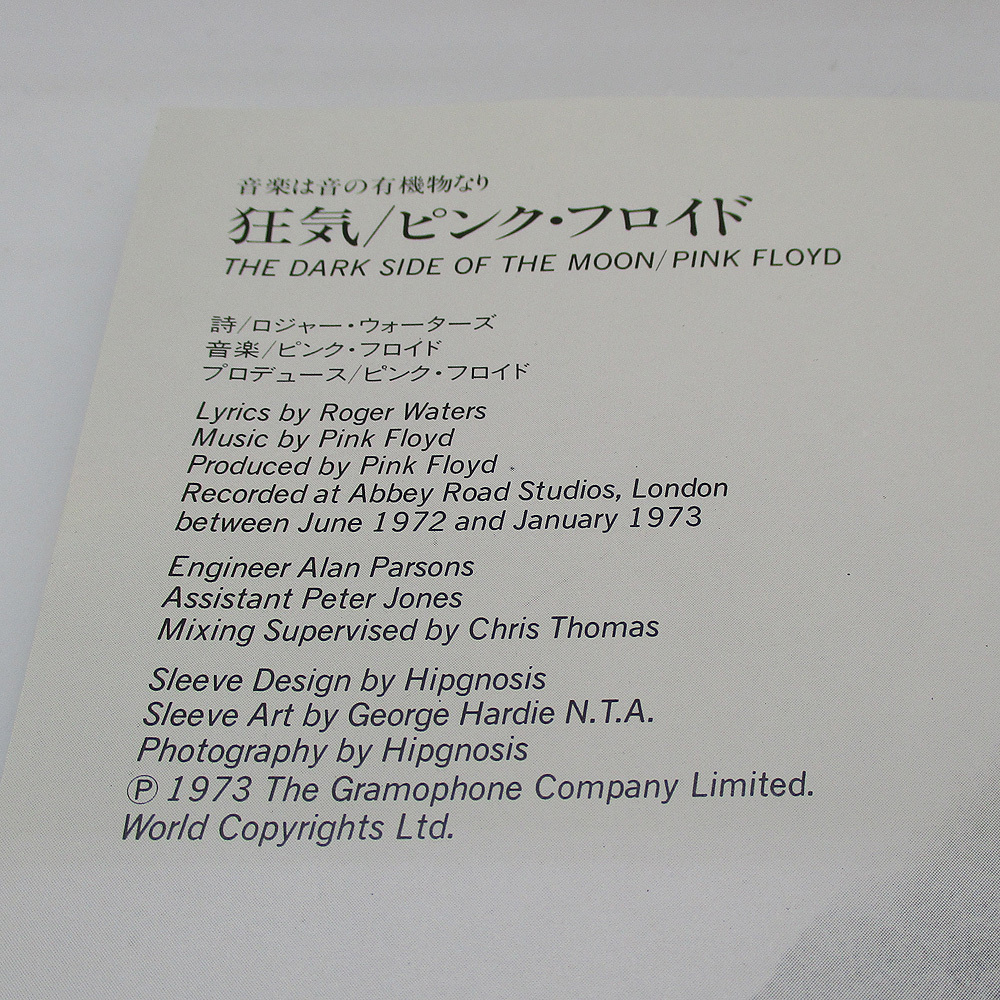 音楽は音の有機物なり
狂気/ピンク・フロイド
THE DARK SIDE OF THE MOON/PINK FLOYD
詩/ロジャー・ウォーターズ
音楽/ピンク・フロイド
プロデュース/ピンク・フロイド
Lyrics by Roger Waters
Music by Pink Floyd
Produced by Pink Floyd
Recorded at Abbey Road Studios, London
between June 1972 and January 1973
Engineer Alan Parsons
Assistant Peter Jones
Mixing Supervised by Chris Thomas
Sleeve Design by Hipgnosis
Sleeve Art by George Hardie N.T.A.
Photography by Hipgnosis
Ⓟ 1973 The Gramophone Company Limited.
World Copyrights Ltd.